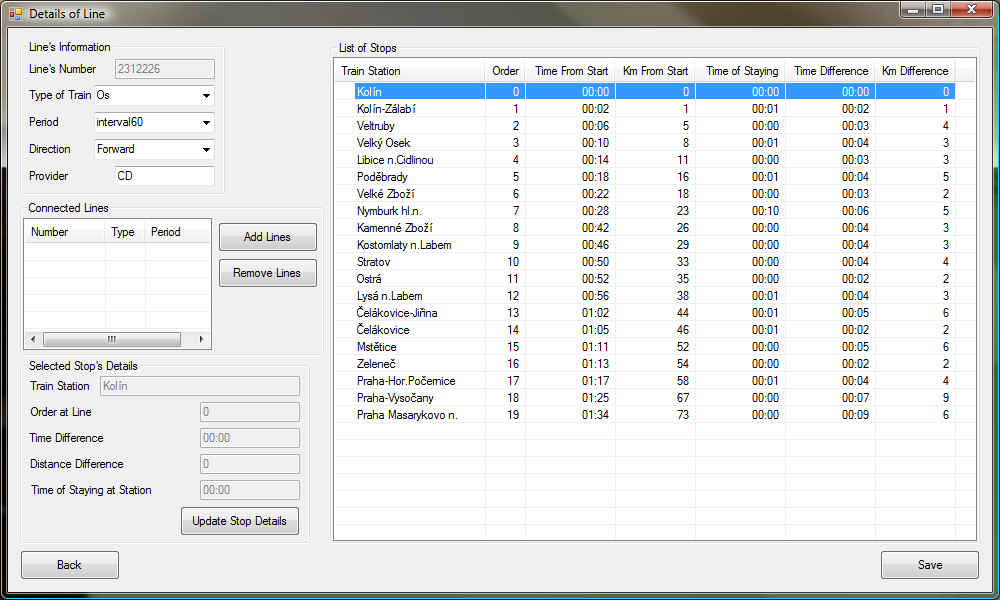 Details of Line
Line's Information
Line's Number 2312226
Type of Train Os
Period interval60
Direction Forward
Provider CD
Connected Lines
Number Type Period
Add Lines
Remove Lines
Selected Stop's Details
Train Station Kolín
Order at Line 0
Time Difference 00:00
Distance Difference 0
Time of Staying at Station 00:00
Update Stop Details
Back
List of Stops
Train Station Order Time From Start Km From Start Time of Staying Time Difference Km Difference
Kolín 0 00:00 0 00:00 00:00 0
Kolín-Zálabí 1 00:02 1 00:01 00:02 1
Veltruby 2 00:06 5 00:00 00:03 4
Velký Osek 3 00:10 8 00:01 00:04 3
Libice n.Cidlinou 4 00:14 11 00:00 00:03 3
Poděbrady 5 00:18 16 00:01 00:04 5
Velké Zboží 6 00:22 18 00:00 00:03 2
Nymburk hl.n. 7 00:28 23 00:10 00:06 5
Kamenné Zboží 8 00:42 26 00:00 00:04 3
Kostomlaty n.Labem 9 00:46 29 00:00 00:04 3
Stratov 10 00:50 33 00:00 00:04 4
Ostrá 11 00:52 35 00:00 00:02 2
Lysá n.Labem 12 00:56 38 00:01 00:04 3
Čelákovice-Jiřina 13 01:02 44 00:01 00:05 6
Čelákovice 14 01:05 46 00:01 00:02 2
Mstětice 15 01:11 52 00:00 00:05 6
Zeleneč 16 01:13 54 00:00 00:02 2
Praha-Hor.Počernice 17 01:17 58 00:01 00:04 4
Praha-Vysočany 18 01:25 67 00:00 00:07 9
Praha Masarykovo n. 19 01:34 73 00:00 00:09 6
Save